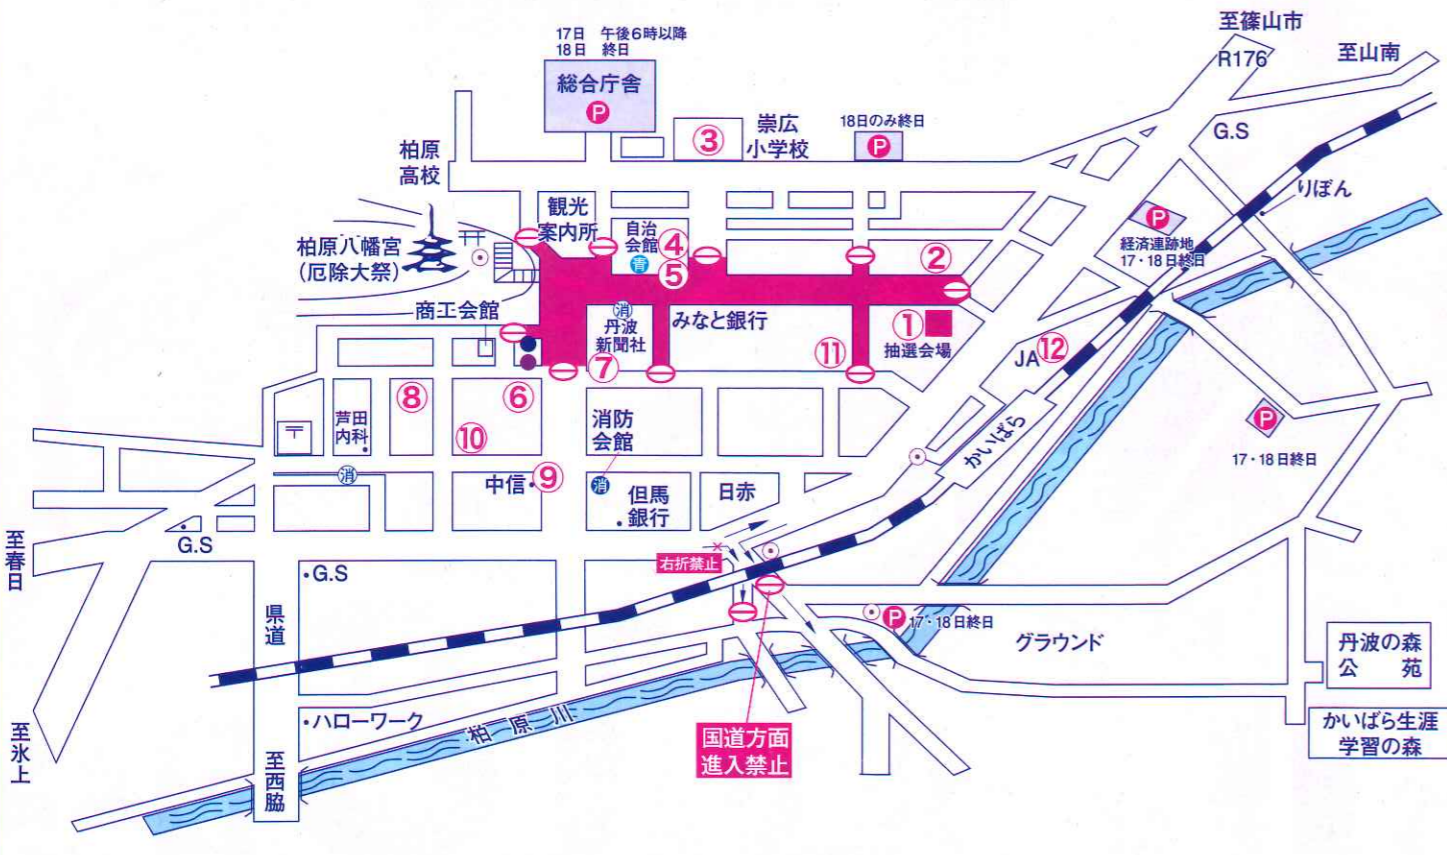 17日 午後6時以降
18日 終日
総合庁舎
P
③
崇広
小学校
18日のみ終日
P
至篠山市
R176
至山南
G.S
りぽん
P
経済連跡地
17・18日終日
柏原
高校
観光
案内所
自治
会館
④
青
⑤
②
柏原八幡宮
(厄除大祭)
商工会館
消
丹波
新聞社
⑦
みなと銀行
①
抽選会場
⑪
JA
⑫
⑧
⑥
芦田
内科
〒
⑩
消防
会館
かいばら
P
17・18日終日
消
中信
⑨
消
但馬
銀行
日赤
G.S
至春日
G.S
右折禁止
県道
P
17・18日終日
グラウンド
丹波の森
公 苑
かいばら生涯
学習の森
ハローワーク
柏原川
国道方面
進入禁止
至氷上
至西脇